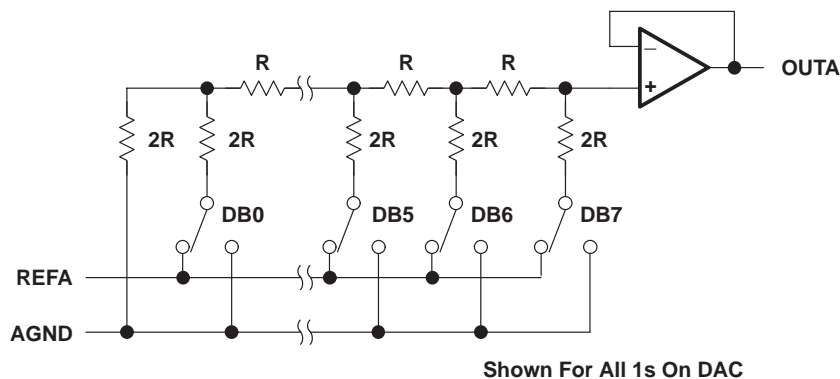 R
R
R
OUTA
−
+
2R
2R
2R
2R
2R
DB0
DB5
DB6
DB7
REFA
AGND
Shown For All 1s On DAC